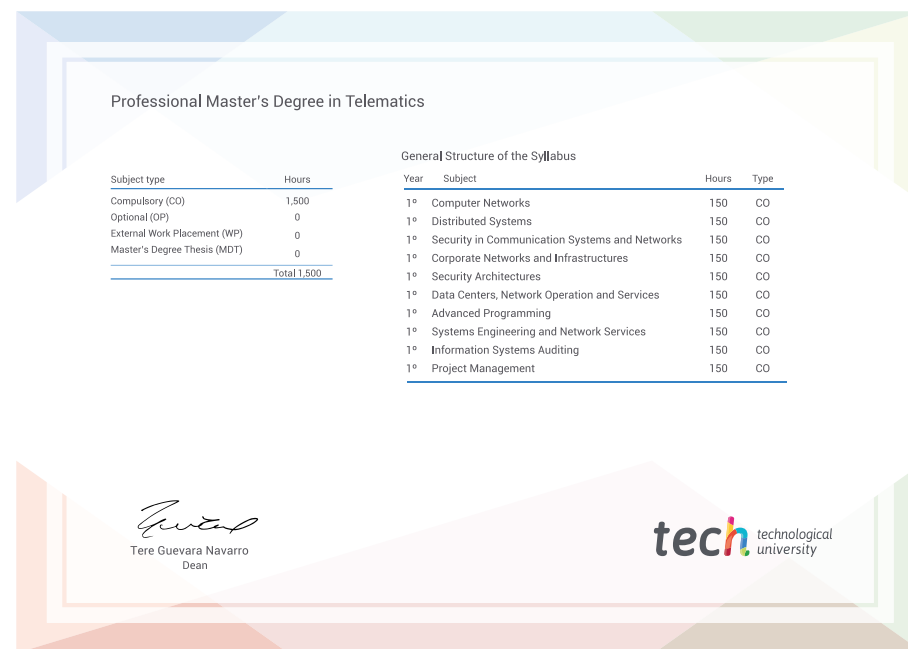 Professional Master's Degree in Telematics
Subject type Hours
Compulsory (CO) 1,500
Optional (OP) 0
External Work Placement (WP) 0
Master's Degree Thesis (MDT) 0
Total 1,500
General Structure of the Syllabus
Year Subject Hours Type
1º Computer Networks 150 CO
1º Distributed Systems 150 CO
1º Security in Communication Systems and Networks 150 CO
1º Corporate Networks and Infrastructures 150 CO
1º Security Architectures 150 CO
1º Data Centers, Network Operation and Services 150 CO
1º Advanced Programming 150 CO
1º Systems Engineering and Network Services 150 CO
1º Information Systems Auditing 150 CO
1º Project Management 150 CO
Tere Guevara Navarro
Dean
tech technological
university